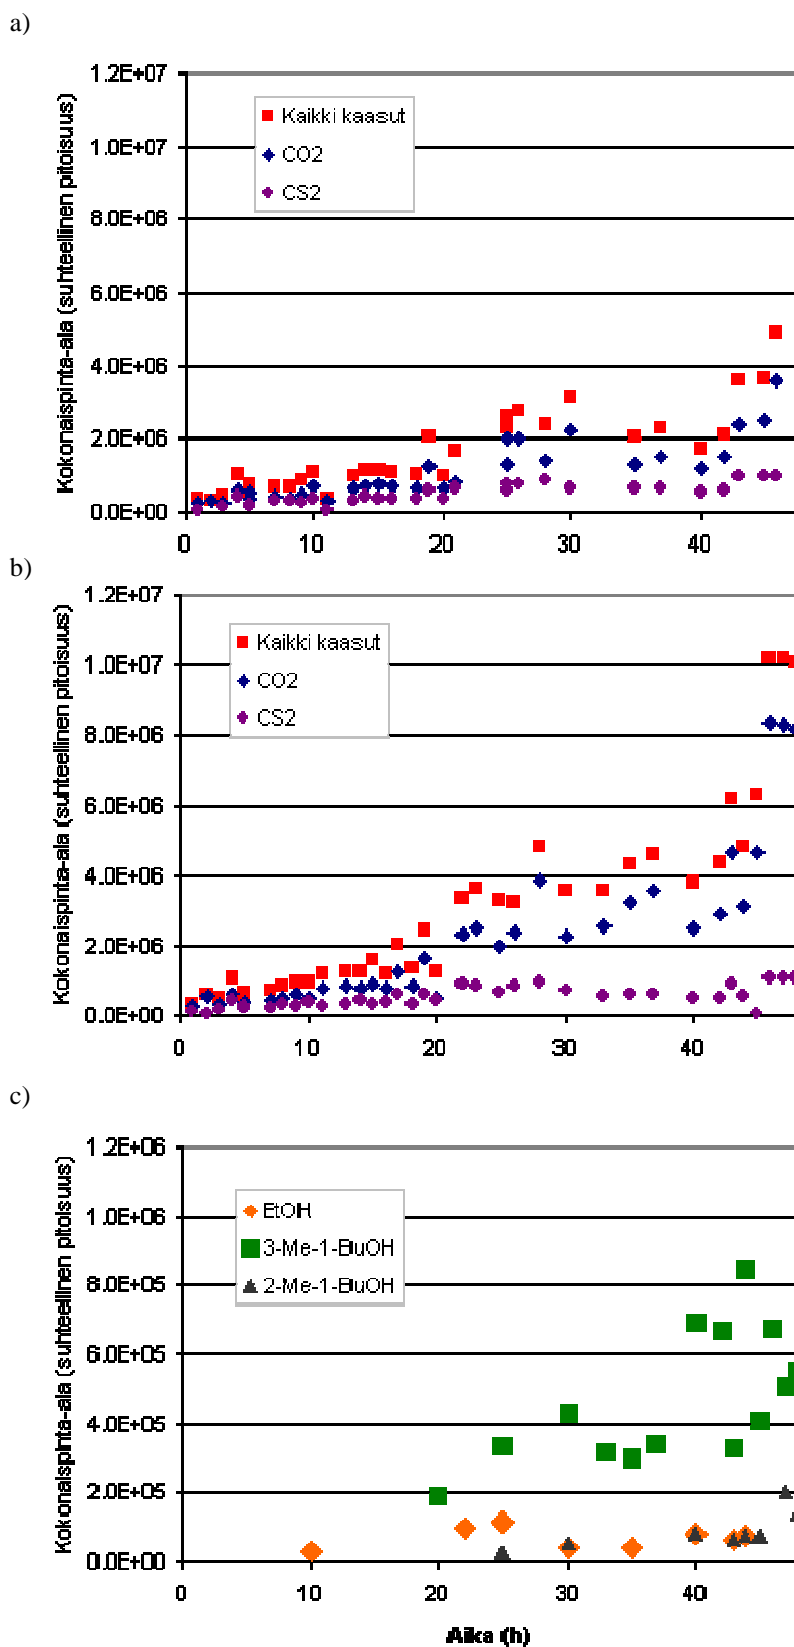 a)
Kokonaispinta-ala (suhteellinen pitoisuus)
1.2E+07
1.0E+07
8.0E+06
6.0E+06
4.0E+06
2.0E+06
0.0E+00
Kaikki kaasut
CO2
CS2
0 10 20 30 40
b)
Kokonaispinta-ala (suhteellinen pitoisuus)
1.2E+07
1.0E+07
8.0E+06
6.0E+06
4.0E+06
2.0E+06
0.0E+00
Kaikki kaasut
CO2
CS2
0 10 20 30 40
c)
Kokonaispinta-ala (suhteellinen pitoisuus)
1.2E+06
1.0E+06
8.0E+05
6.0E+05
4.0E+05
2.0E+05
0.0E+00
EtOH
3-Me-1-BuOH
2-Me-1-BuOH
0 10 20 30 40
Aika (h)